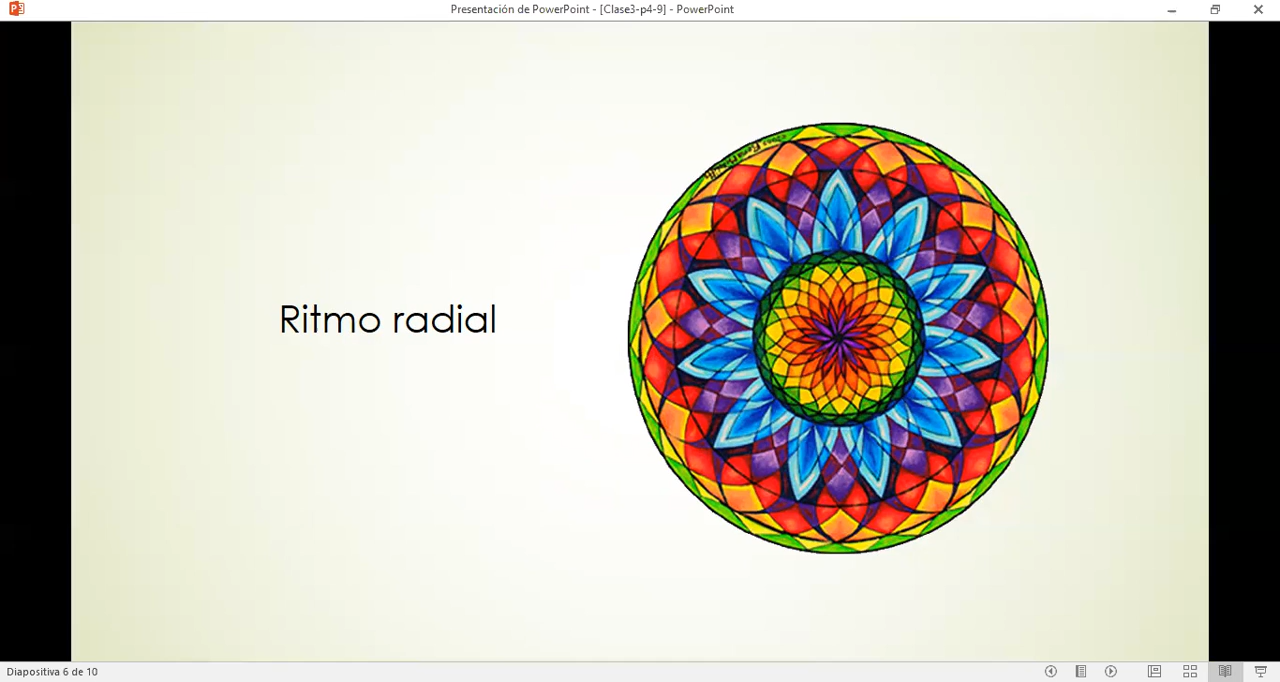 Presentación de PowerPoint - [Clase3-p4-9] - PowerPoint
Ritmo radial
Diapositiva 6 de 10